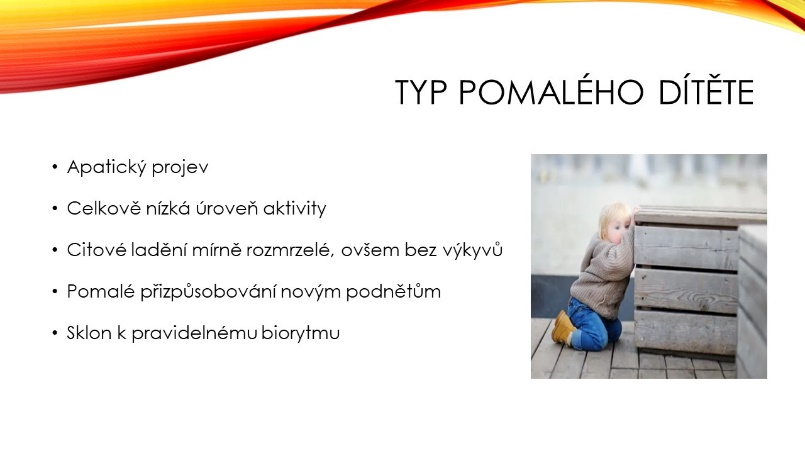 TYP POMALÉHO DÍTĚTE
• Apatický projev
• Celkově nízká úroveň aktivity
• Citové ladění mírně rozmrzelé, ovšem bez výkyvů
• Pomalé přizpůsobování novým podnětům
• Sklon k pravidelnému biorytmu